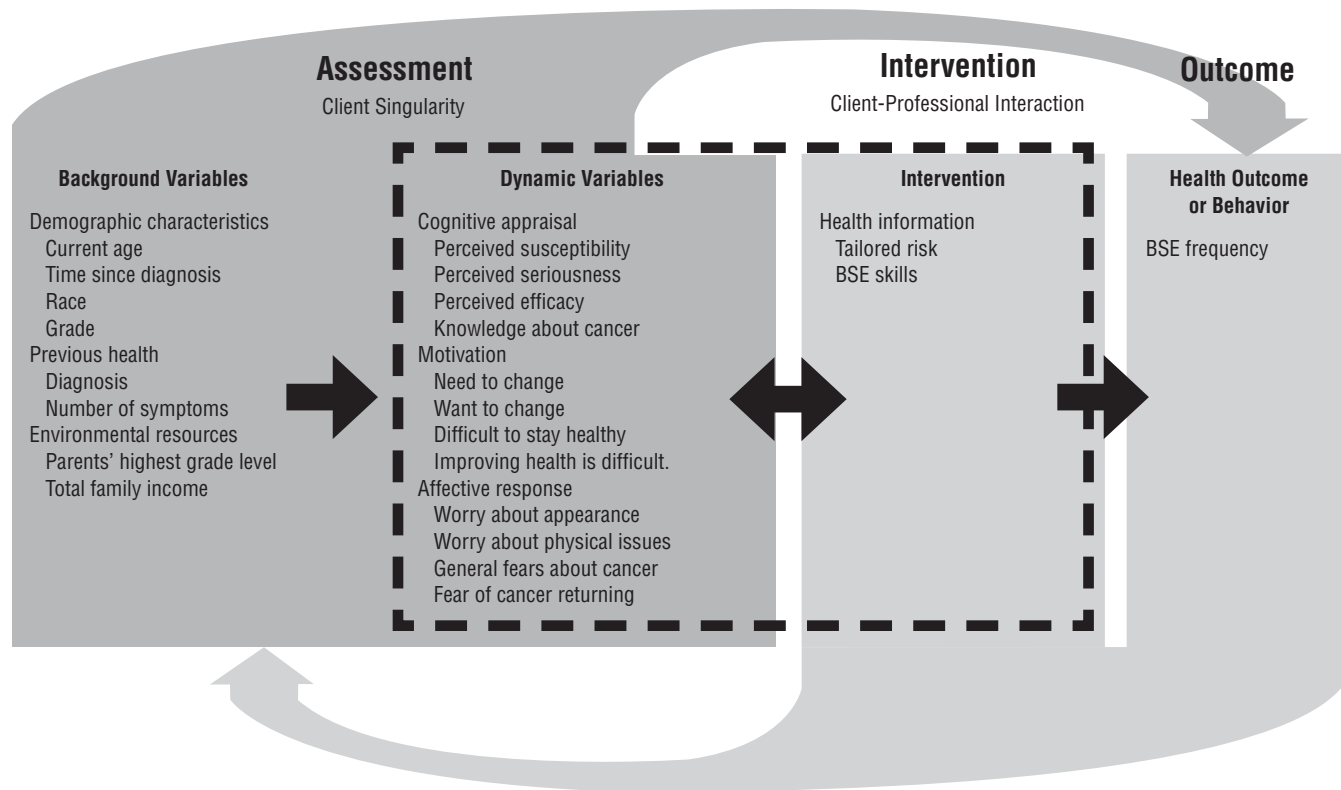 Assessment
Client Singularity
Intervention
Client-Professional Interaction
Outcome
Background Variables
Demographic characteristics
Current age
Time since diagnosis
Race
Grade
Previous health
Diagnosis
Number of symptoms
Environmental resources
Parents’ highest grade level
Total family income
Dynamic Variables
Cognitive appraisal
Perceived susceptibility
Perceived seriousness
Perceived efficacy
Knowledge about cancer
Motivation
Need to change
Want to change
Difficult to stay healthy
Improving health is difficult.
Affective response
Worry about appearance
Worry about physical issues
General fears about cancer
Fear of cancer returning
Intervention
Health information
Tailored risk
BSE skills
Health Outcome
or Behavior
BSE frequency